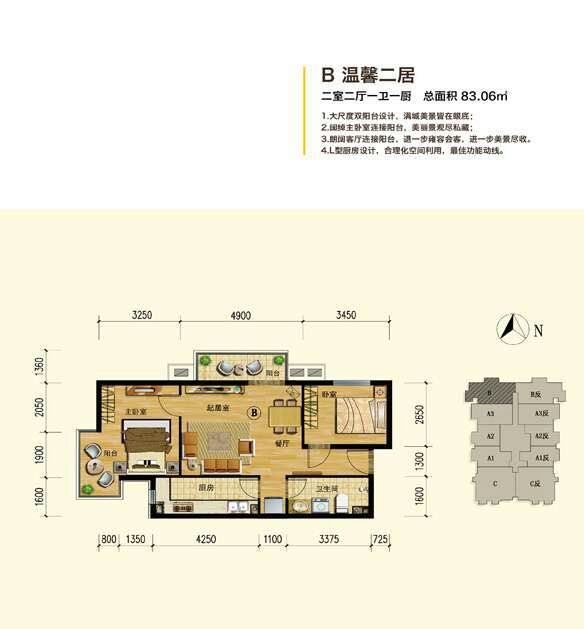 B 温馨二居
二室二厅一卫一厨 总面积 83.06㎡
1.大尺度双阳台设计，满城美景皆在眼底；
2.阔绰主卧室连接阳台，美丽景观尽私藏；
3.朗阔客厅连接阳台，退一步雍容会客，进一步美景尽收。
4.L型厨房设计，合理化空间利用，最佳功能动线。
3250 4900 3450
N
1360
阳台
2050
主卧室 起居室 卧室
B
2650
B B反
A3 A3反
1900
阳台
餐厅
1300
A2 A2反
A1 A1反
1600
厨房 卫生间
1600
C C反
800 1350 4250 1100 3375 725